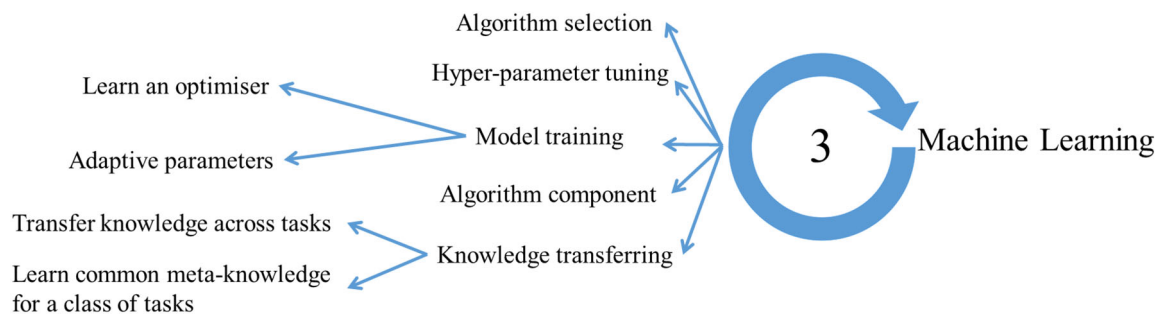 Algorithm selection
Hyper-parameter tuning
Learn an optimiser
Model training
3
Machine Learning
Adaptive parameters
Algorithm component
Transfer knowledge across tasks
Knowledge transferring
Learn common meta-knowledge
for a class of tasks